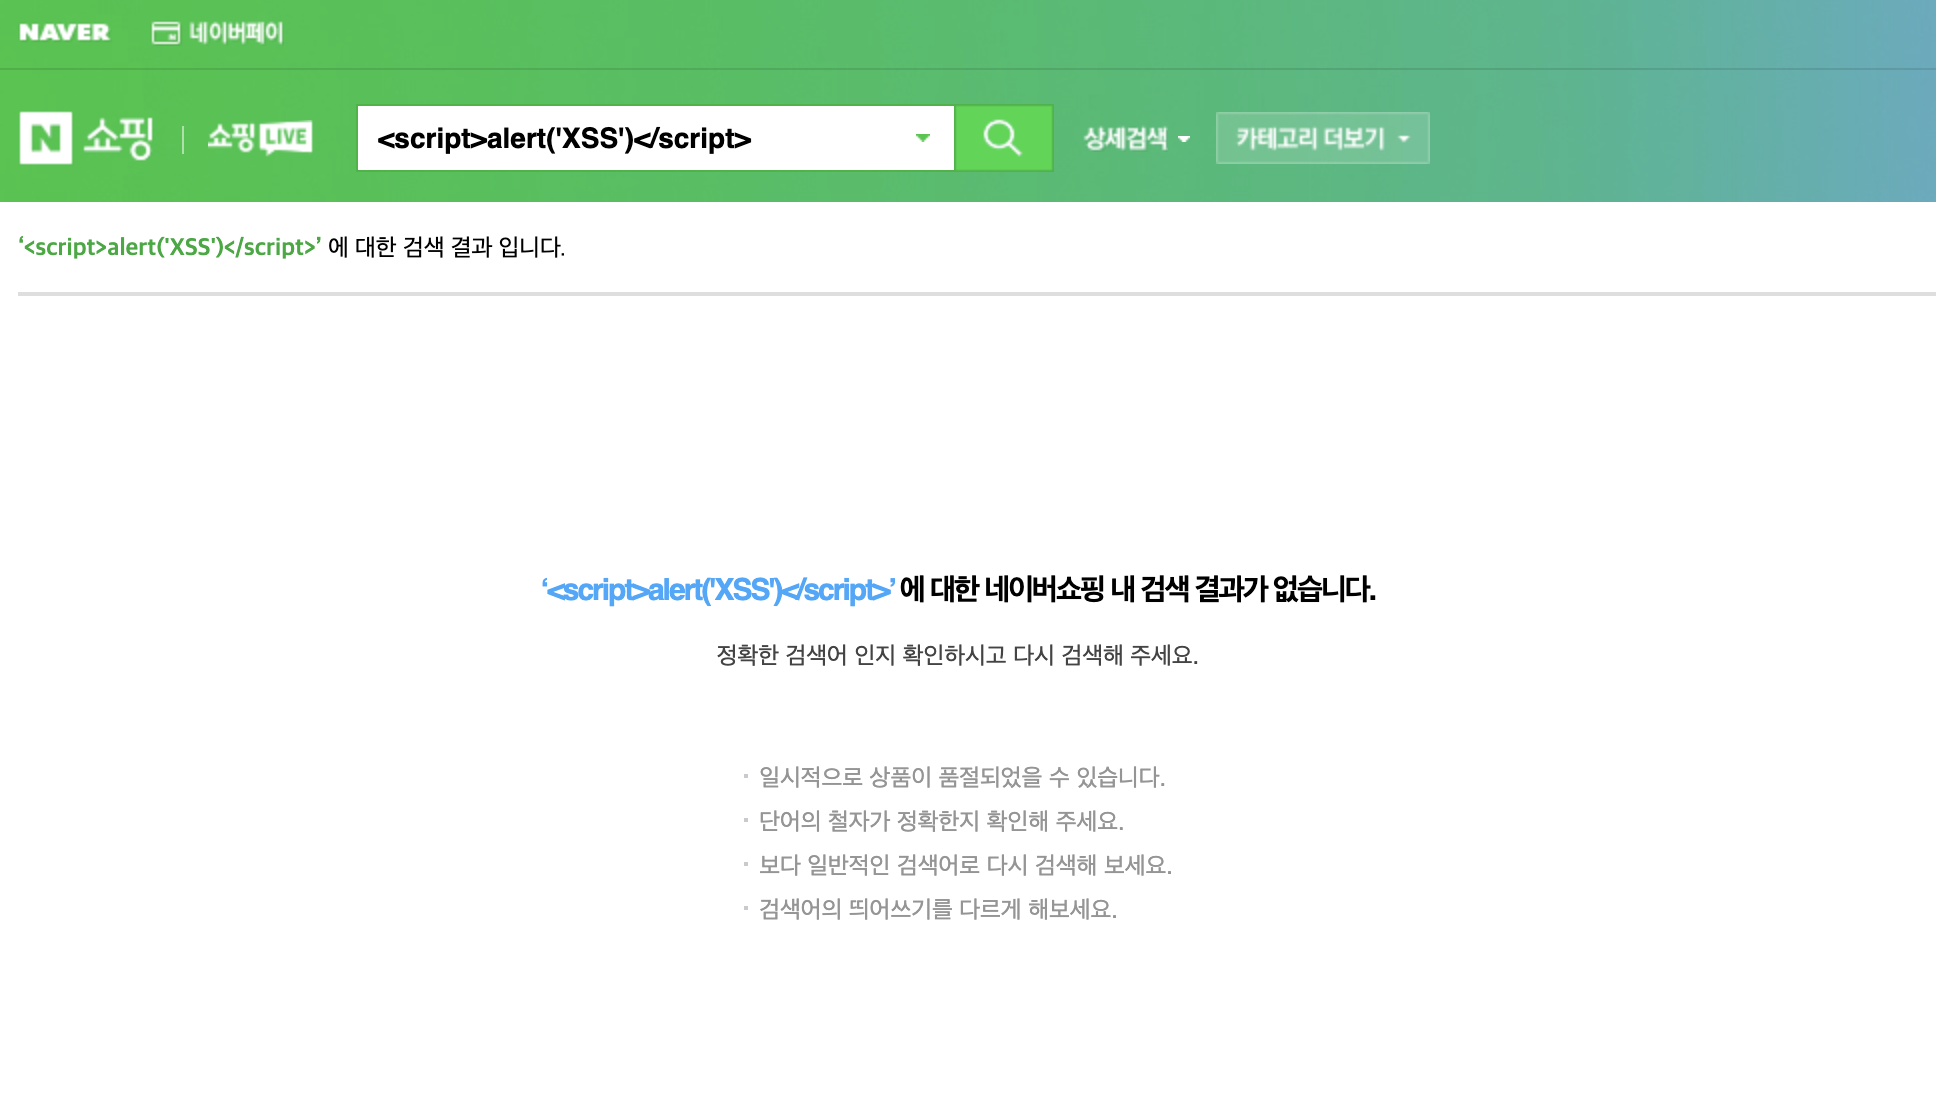 NAVER 네이버페이
N 쇼핑 쇼핑 LIVE <script>alert('XSS')</script> 상세검색 카테고리 더보기
‘<script>alert('XSS')</script>’ 에 대한 검색 결과 입니다.
‘<script>alert('XSS')</script>’ 에 대한 네이버쇼핑 내 검색 결과가 없습니다.
정확한 검색어 인지 확인하시고 다시 검색해 주세요.
· 일시적으로 상품이 품절되었을 수 있습니다.
· 단어의 철자가 정확한지 확인해 주세요.
· 보다 일반적인 검색어로 다시 검색해 보세요.
· 검색어의 띄어쓰기를 다르게 해보세요.